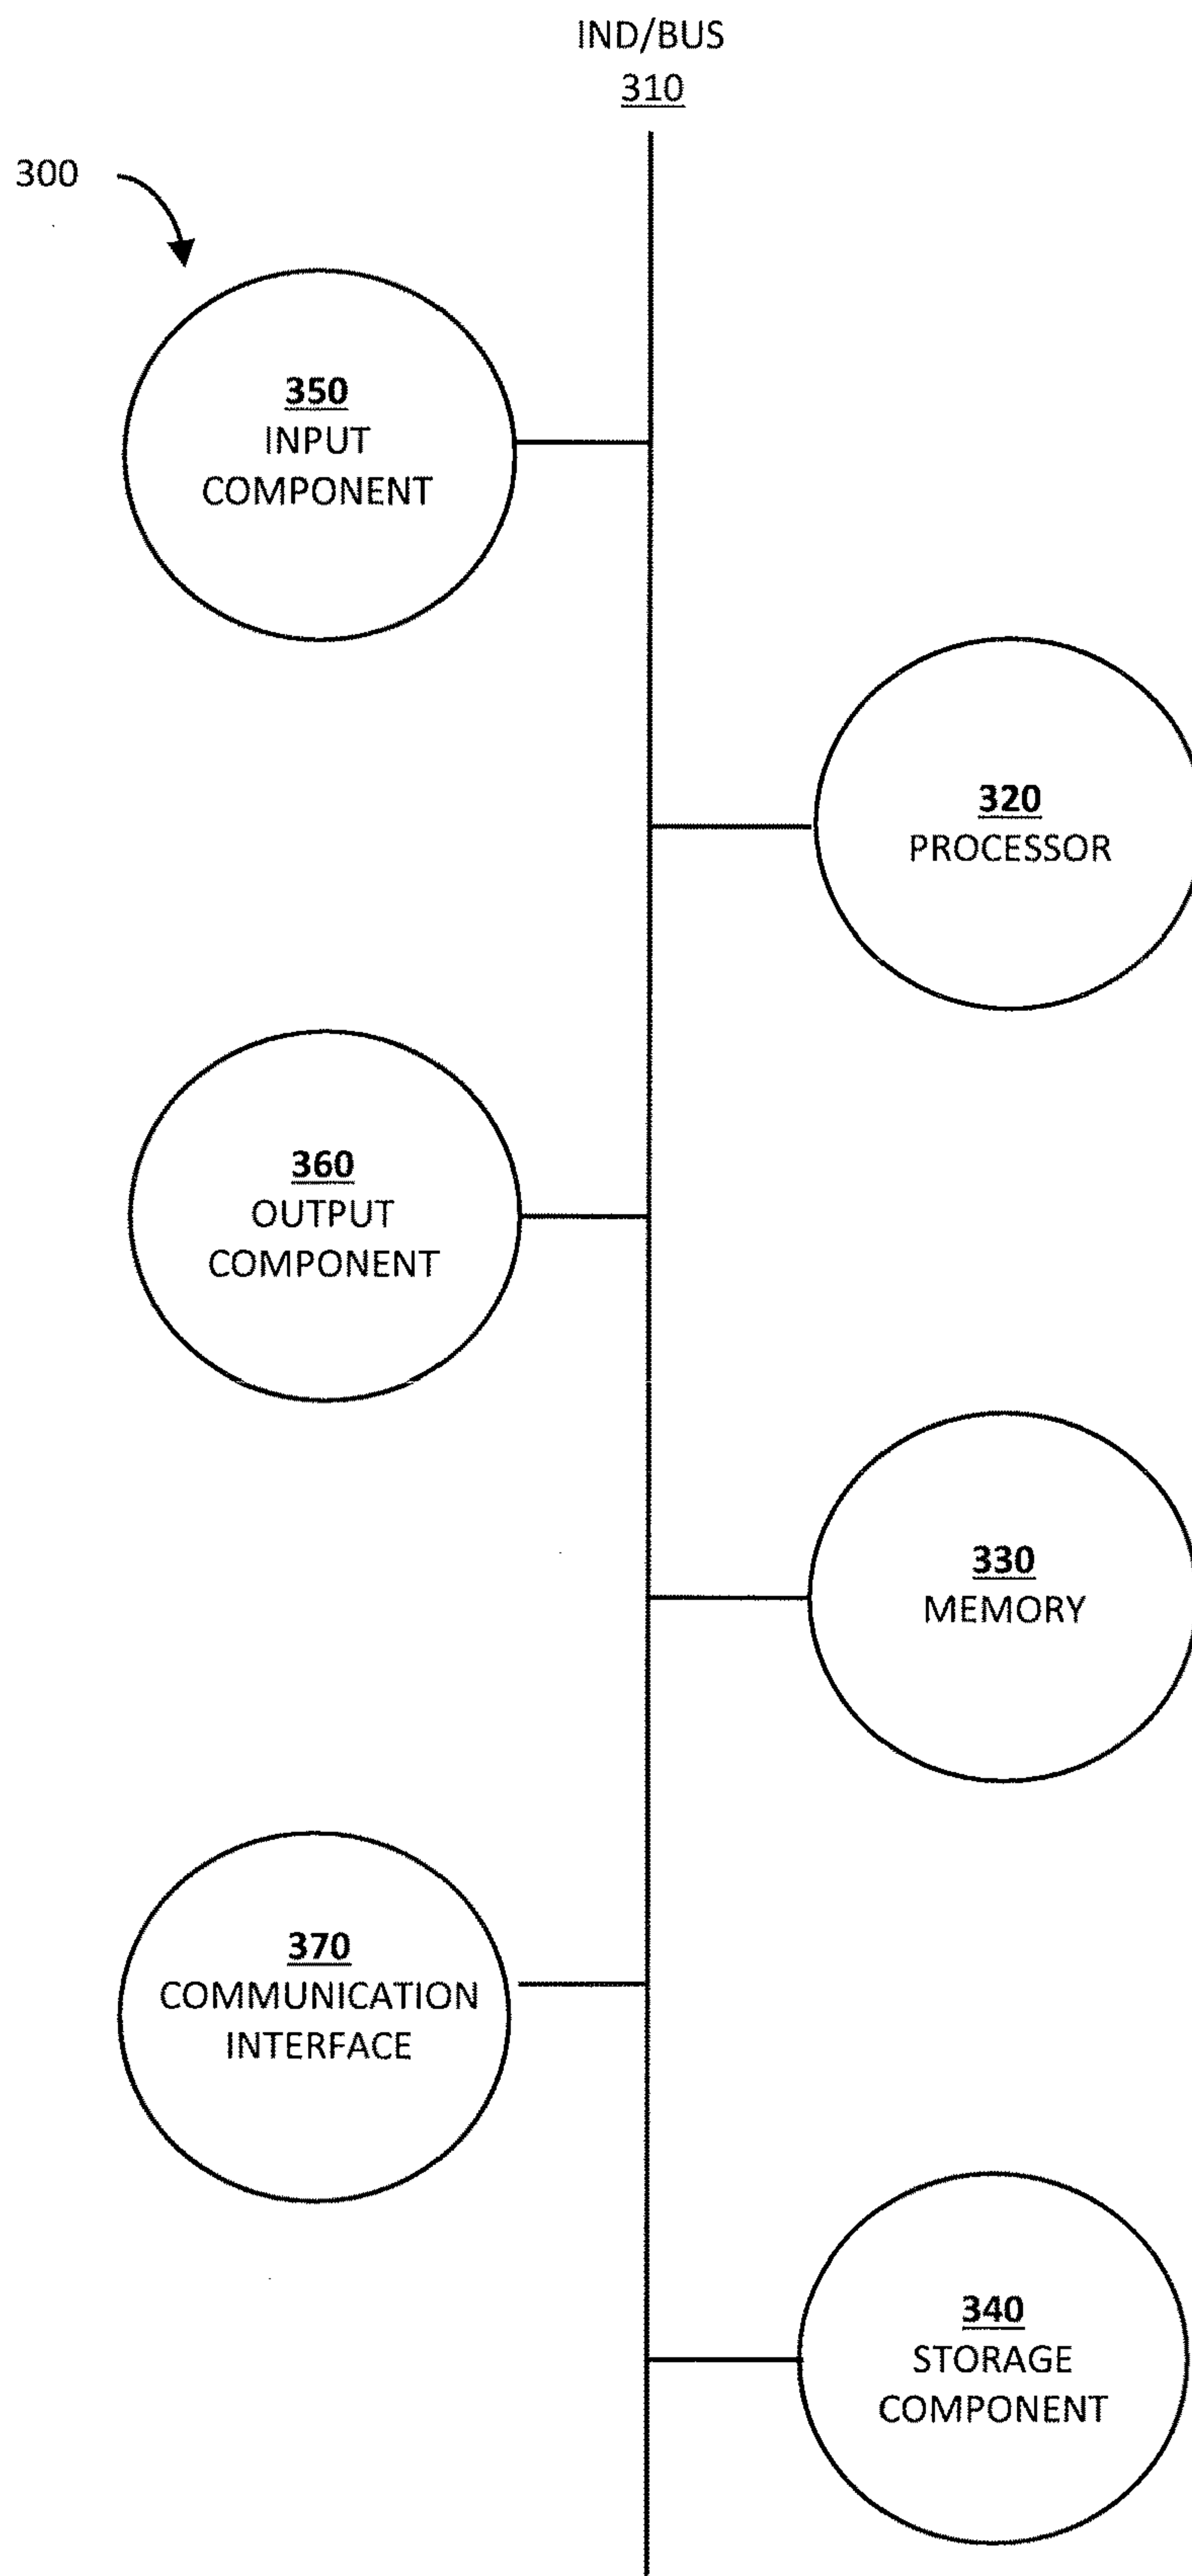 IND/BUS
310
300
350
INPUT
COMPONENT
320
PROCESSOR
360
OUTPUT
COMPONENT
330
MEMORY
370
COMMUNICATION
INTERFACE
340
STORAGE
COMPONENT